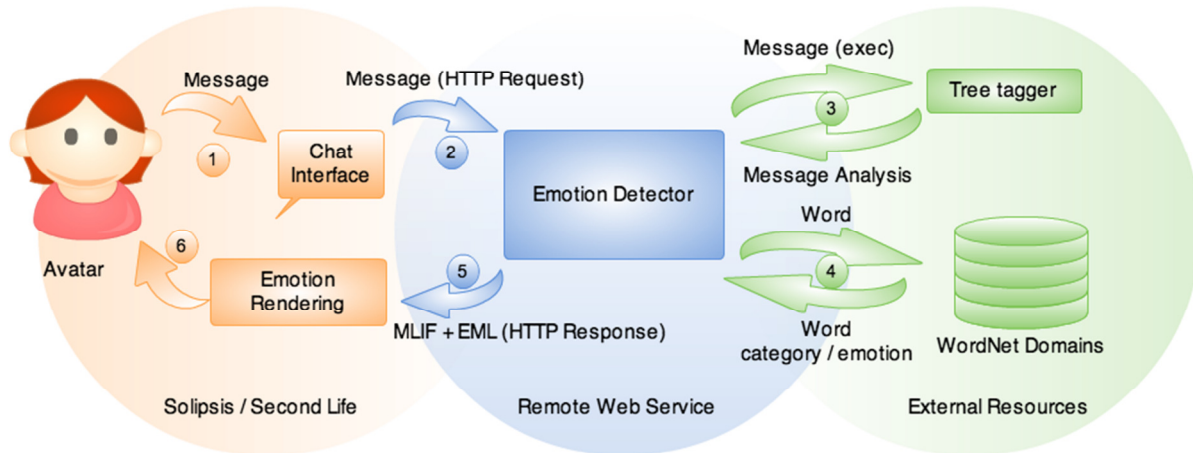 Message
1
Chat
Interface
6
Avatar
Emotion
Rendering
Solipsis / Second Life
Message (HTTP Request)
2
Emotion Detector
5
MLIF + EML (HTTP Response)
Remote Web Service
Message (exec)
3
Tree tagger
Message Analysis
Word
4
Word
category / emotion
WordNet Domains
External Resources